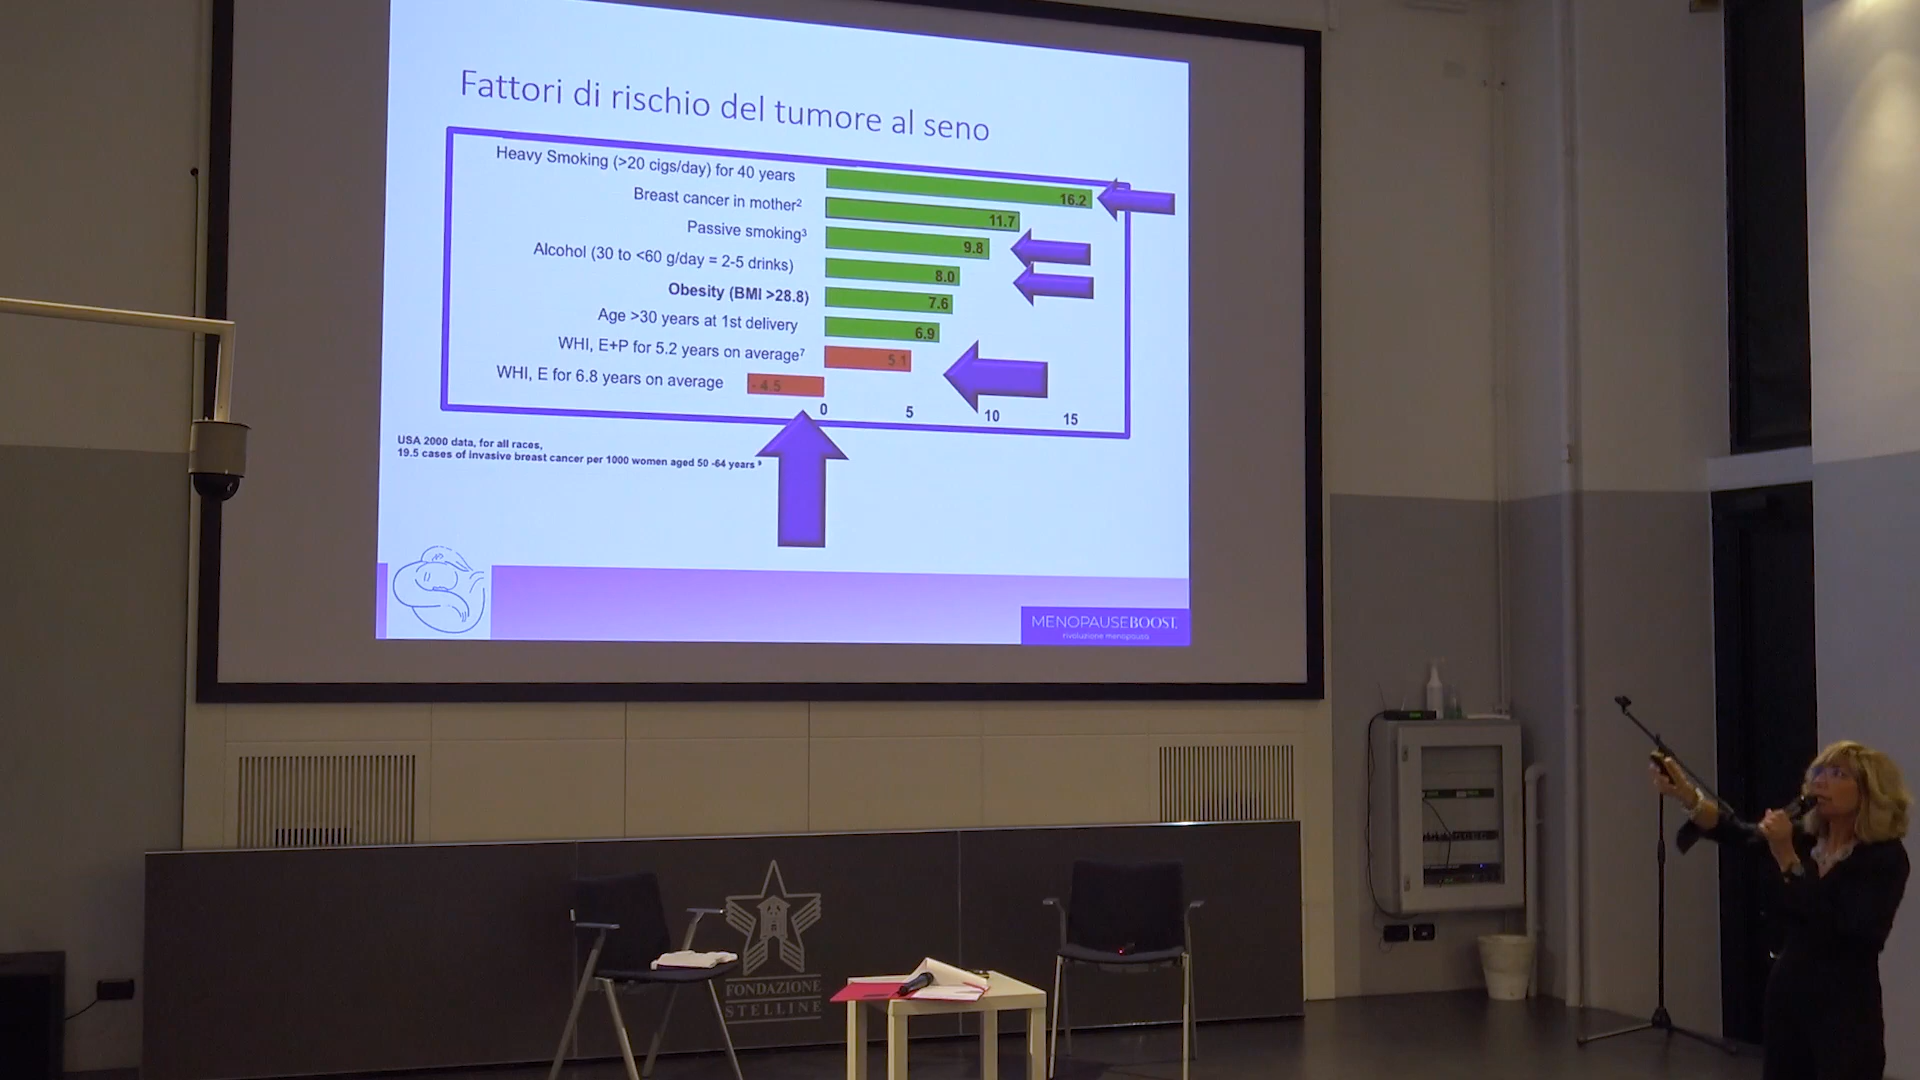 Fattori di rischio del tumore al seno
Heavy Smoking (>20 cigs/day) for 40 years
16.2
Breast cancer in mother²
11.7
Passive smoking³
9.8
Alcohol (30 to <60 g/day = 2-5 drinks)
8.0
Obesity (BMI >28.8)
7.6
Age >30 years at 1st delivery
6.9
WHI, E+P for 5.2 years on average⁷
5.1
WHI, E for 6.8 years on average
- 4.5
0 5 10 15
USA 2000 data, for all races,
19.5 cases of invasive breast cancer per 1000 women aged 50 -64 years
MENOPAUSEBOOST.
rivoluzione menopausa
FONDAZIONE
STELLINE